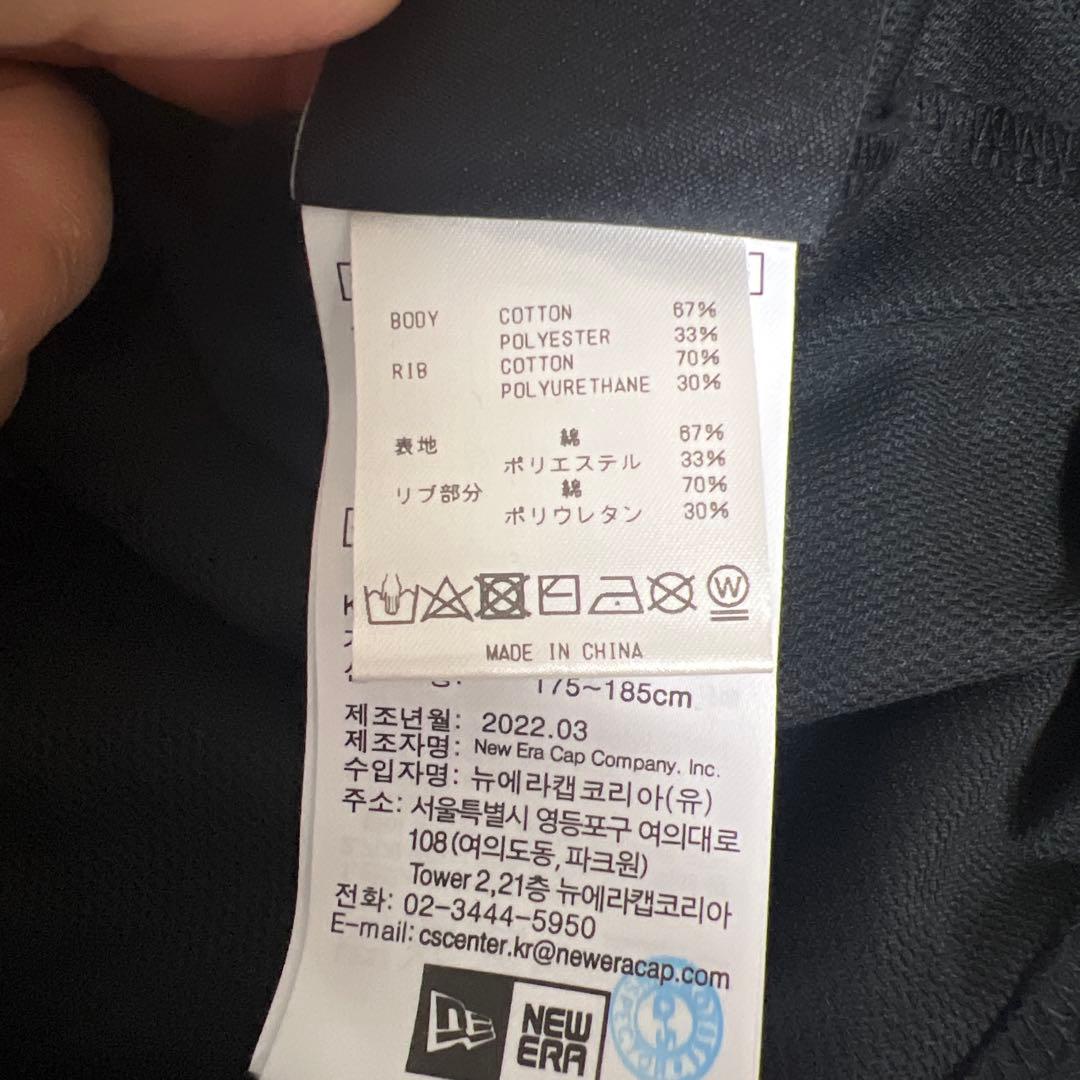 BODY COTTON 67%
POLYESTER 33%
RIB COTTON 70%
POLYURETHANE 30%
表地 綿 67%
ポリエステル 33%
リブ部分 綿 70%
ポリウレタン 30%
W
MADE IN CHINA
175~185cm
제조년월: 2022.03
제조자명: New Era Cap Company. Inc.
수입자명: 뉴에라캡코리아(유)
주소: 서울특별시 영등포구 여의대로
108(여의도동, 파크원)
Tower 2, 21층 뉴에라캡코리아
전화: 02-3444-5950
E-mail: cscenter.kr@neweracap.com
NE
NEW
ERA